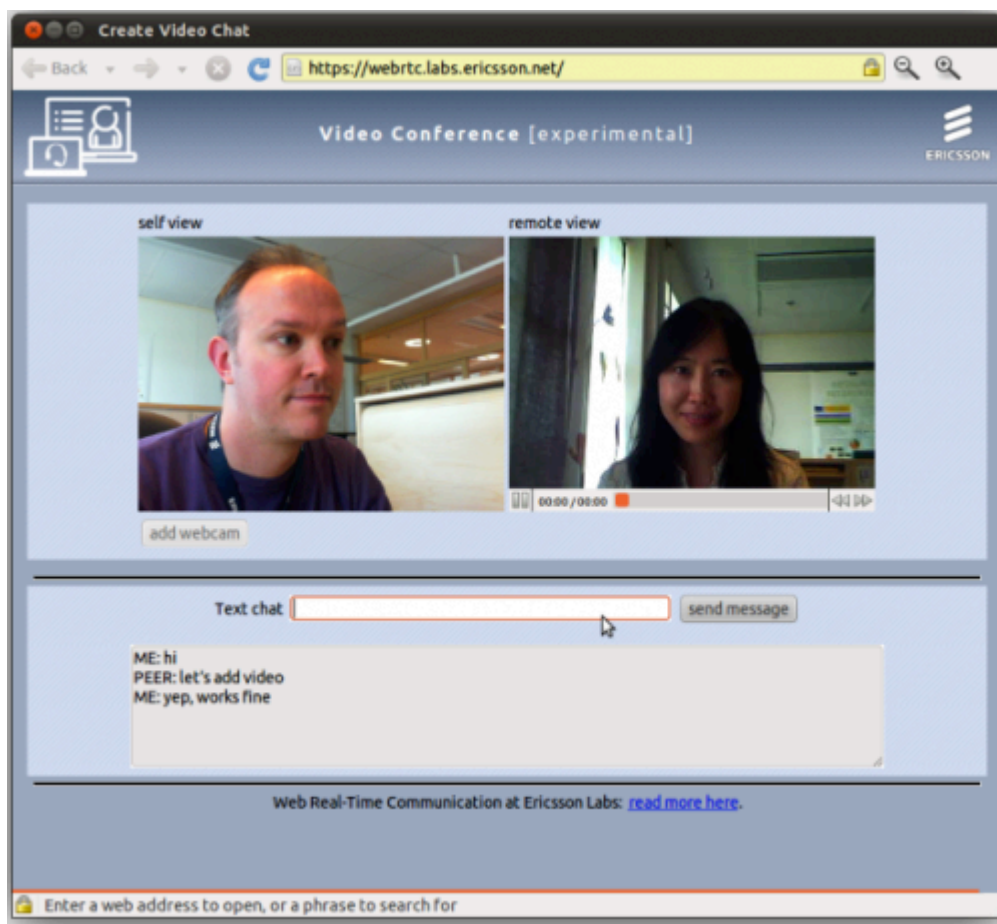 Create Video Chat
Back
https://webrtc.labs.ericsson.net/
Video Conference [experimental]
ERICSSON
self view
remote view
00:00 / 00:00
add webcam
Text chat
send message
ME: hi
PEER: let's add video
ME: yep, works fine
Web Real-Time Communication at Ericsson Labs: read more here.
Enter a web address to open, or a phrase to search for